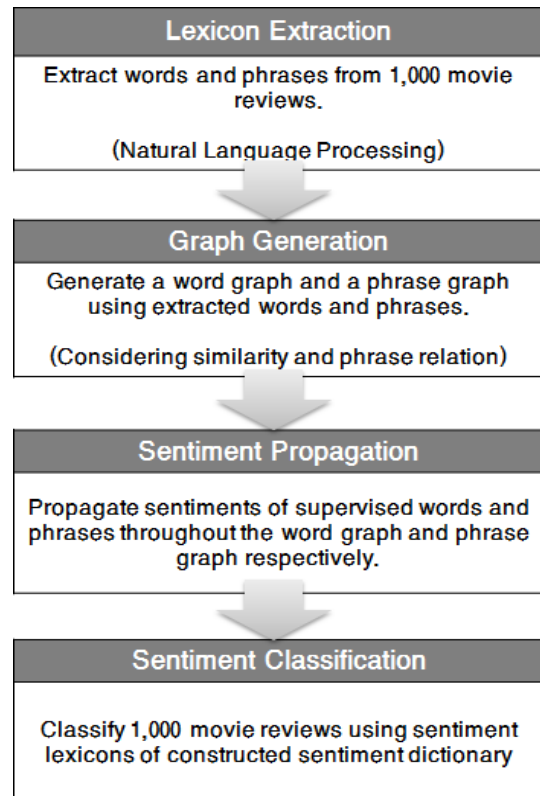 Lexicon Extraction
Extract words and phrases from 1,000 movie
reviews.
(Natural Language Processing)
Graph Generation
Generate a word graph and a phrase graph
using extracted words and phrases.
(Considering similarity and phrase relation)
Sentiment Propagation
Propagate sentiments of supervised words and
phrases throughout the word graph and phrase
graph respectively.
Sentiment Classification
Classify 1,000 movie reviews using sentiment
lexicons of constructed sentiment dictionary